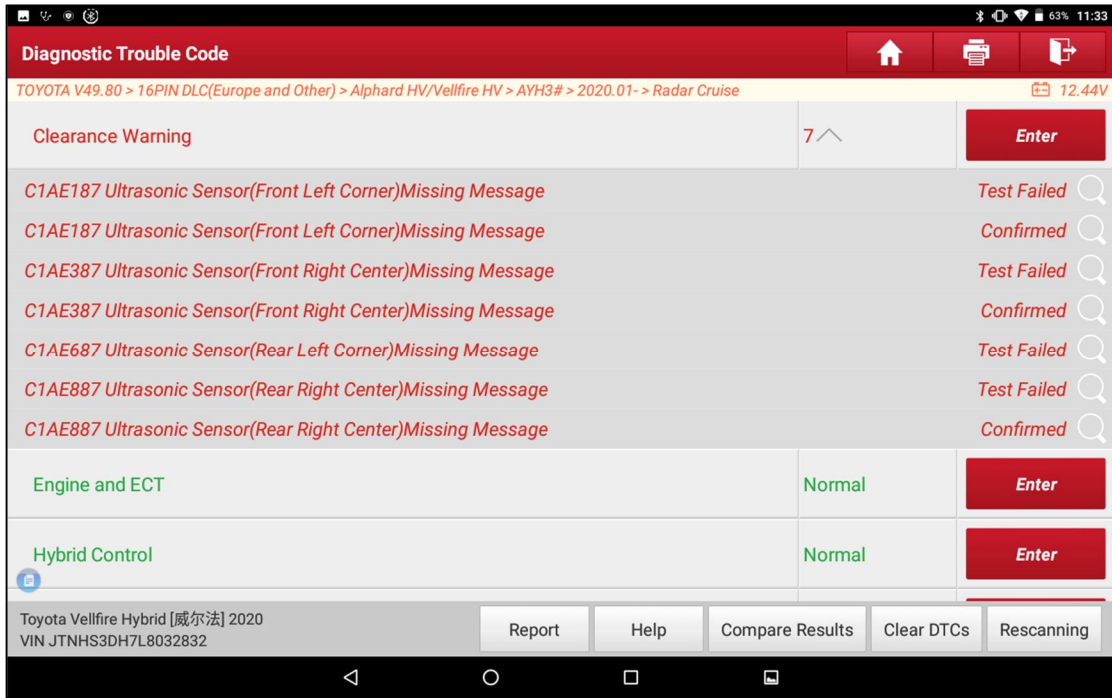 63% 11:33
Diagnostic Trouble Code
TOYOTA V49.80 > 16PIN DLC(Europe and Other) > Alphard HV/Vellfire HV > AYH3# > 2020.01- > Radar Cruise 12.44V
Clearance Warning 7 Enter
C1AE187 Ultrasonic Sensor(Front Left Corner)Missing Message Test Failed
C1AE187 Ultrasonic Sensor(Front Left Corner)Missing Message Confirmed
C1AE387 Ultrasonic Sensor(Front Right Center)Missing Message Test Failed
C1AE387 Ultrasonic Sensor(Front Right Center)Missing Message Confirmed
C1AE687 Ultrasonic Sensor(Rear Left Corner)Missing Message Test Failed
C1AE887 Ultrasonic Sensor(Rear Right Center)Missing Message Test Failed
C1AE887 Ultrasonic Sensor(Rear Right Center)Missing Message Confirmed
Engine and ECT Normal Enter
Hybrid Control Normal Enter
Toyota Vellfire Hybrid [威尔法] 2020
VIN JTNHS3DH7L8032832
Report Help Compare Results Clear DTCs Rescanning